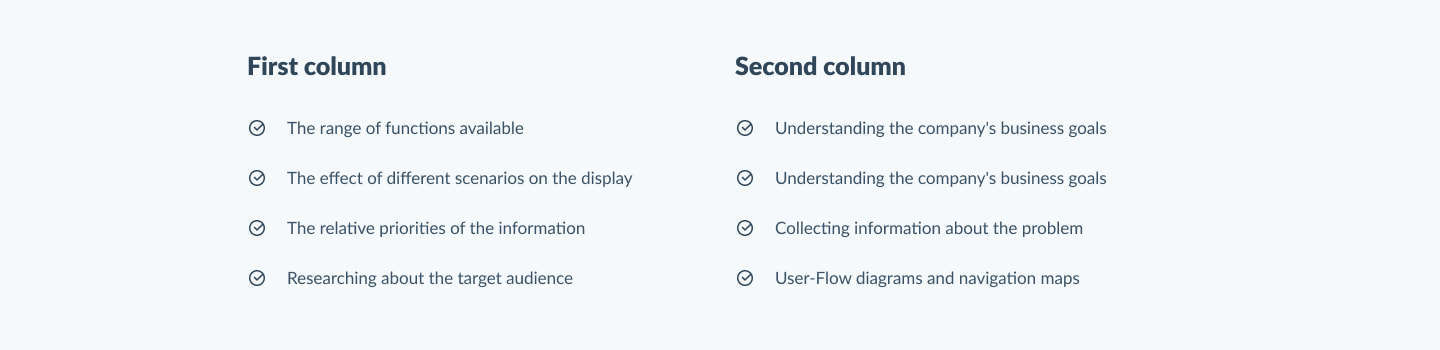 First column
The range of functions available
The effect of different scenarios on the display
The relative priorities of the information
Researching about the target audience
Second column
Understanding the company's business goals
Understanding the company's business goals
Collecting information about the problem
User-Flow diagrams and navigation maps